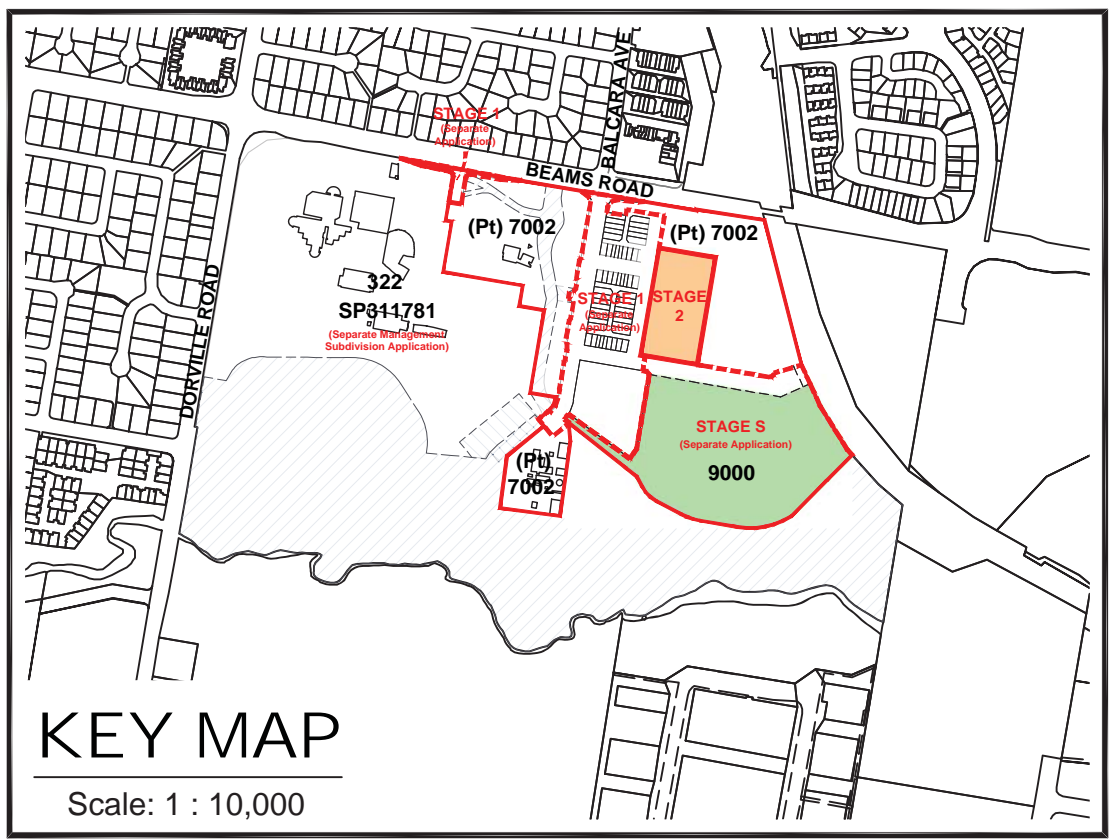 BALCARA AVE
STAGE 1
(Separate
Application)
BEAMS ROAD
(Pt) 7002
(Pt) 7002
DORVILLE ROAD
322
SP311781
(Separate Management
Subdivision Application)
STAGE 1
(Separate
Application)
STAGE
2
STAGE S
(Separate Application)
9000
(Pt)
7002
KEY MAP
Scale: 1 : 10,000